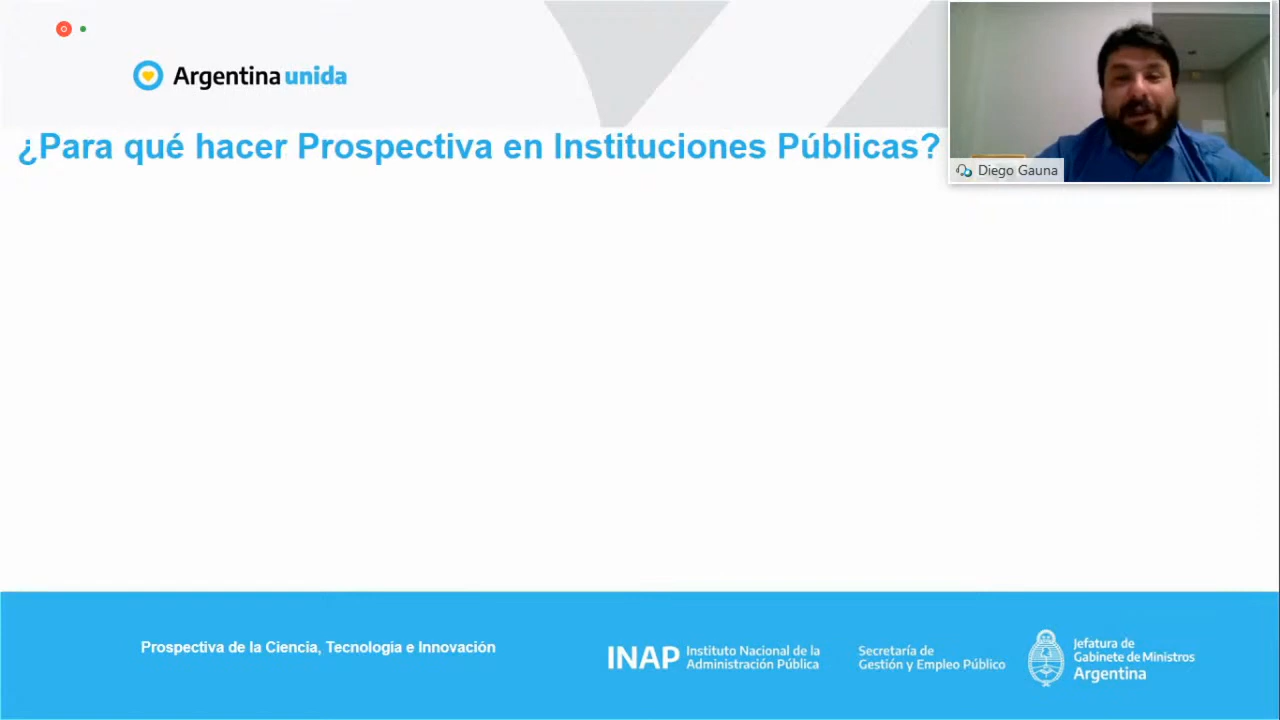 Argentina unida
¿Para qué hacer Prospectiva en Instituciones Públicas?
Diego Gauna
Prospectiva de la Ciencia, Tecnología e Innovación
INAP
Instituto Nacional de la
Administración Pública
Secretaría de
Gestión y Empleo Público
Jefatura de
Gabinete de Ministros
Argentina